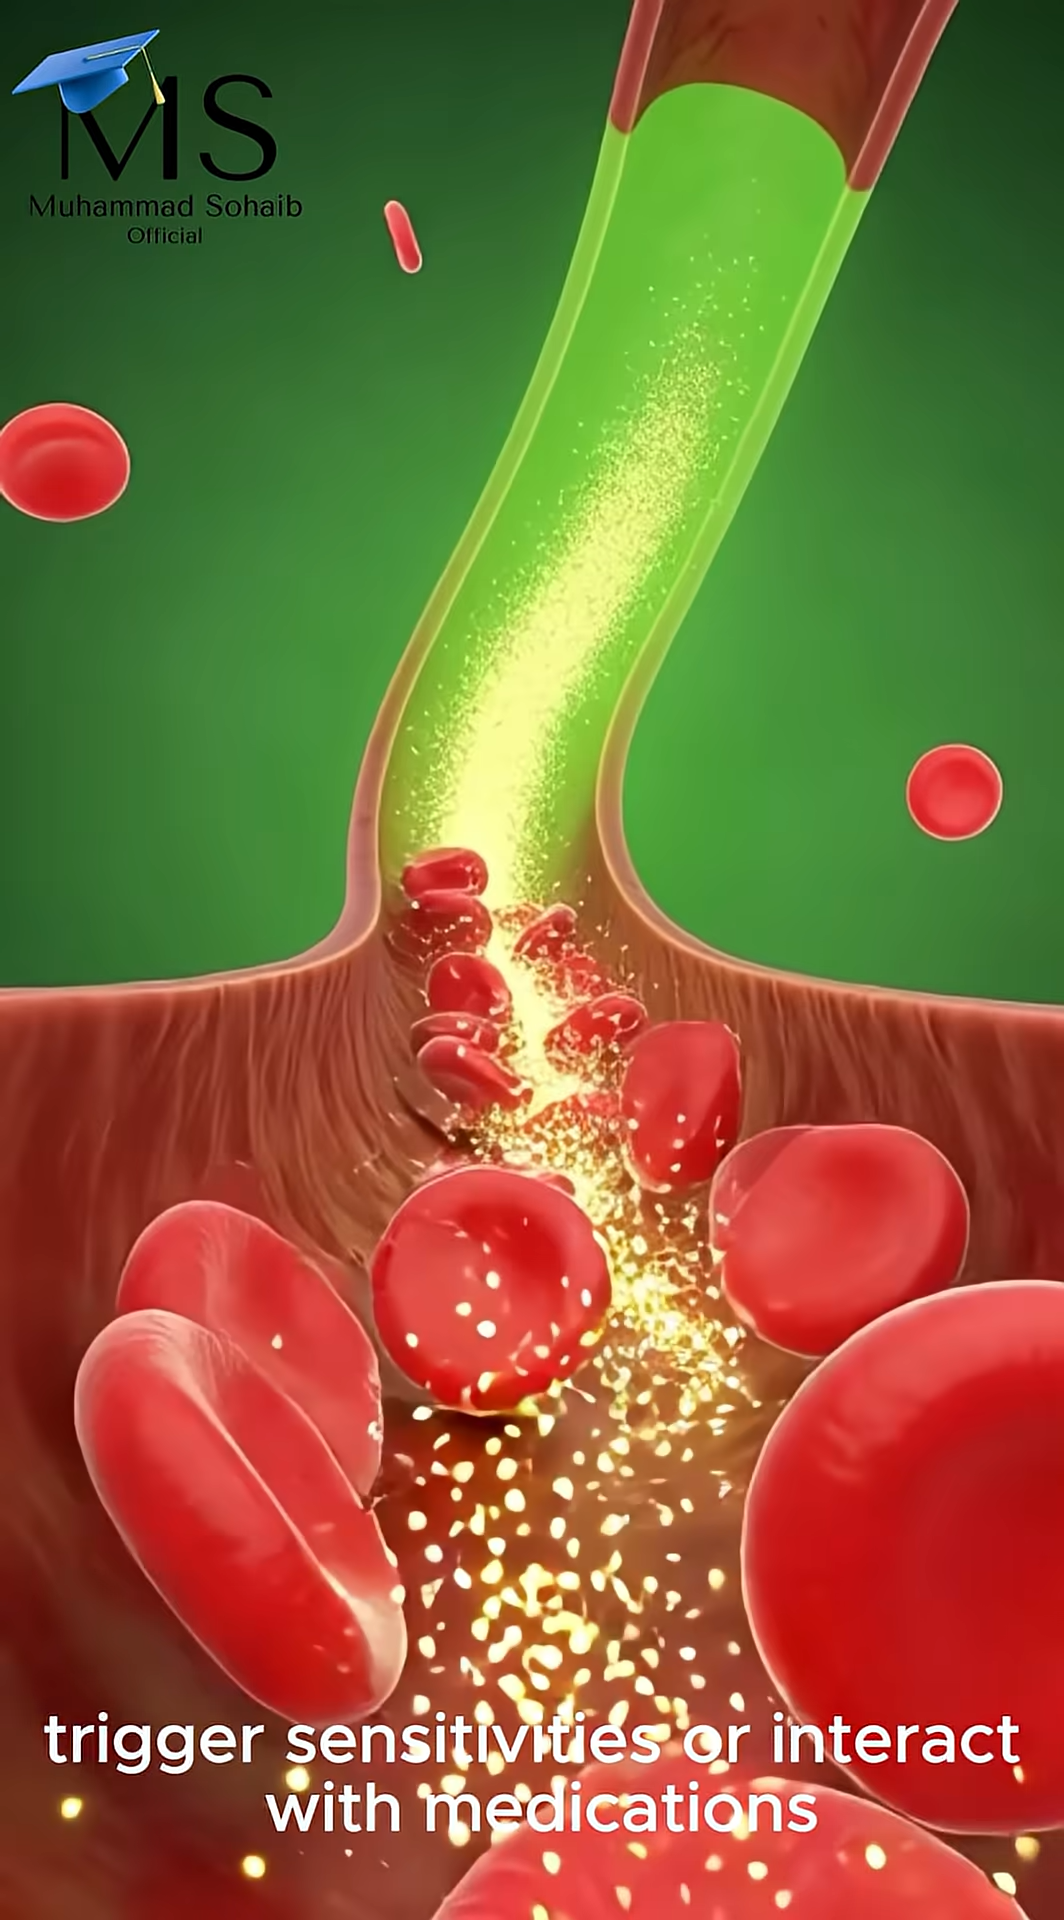 MS
Muhammad Sohaib
Official
trigger sensitivities or interact
with medications